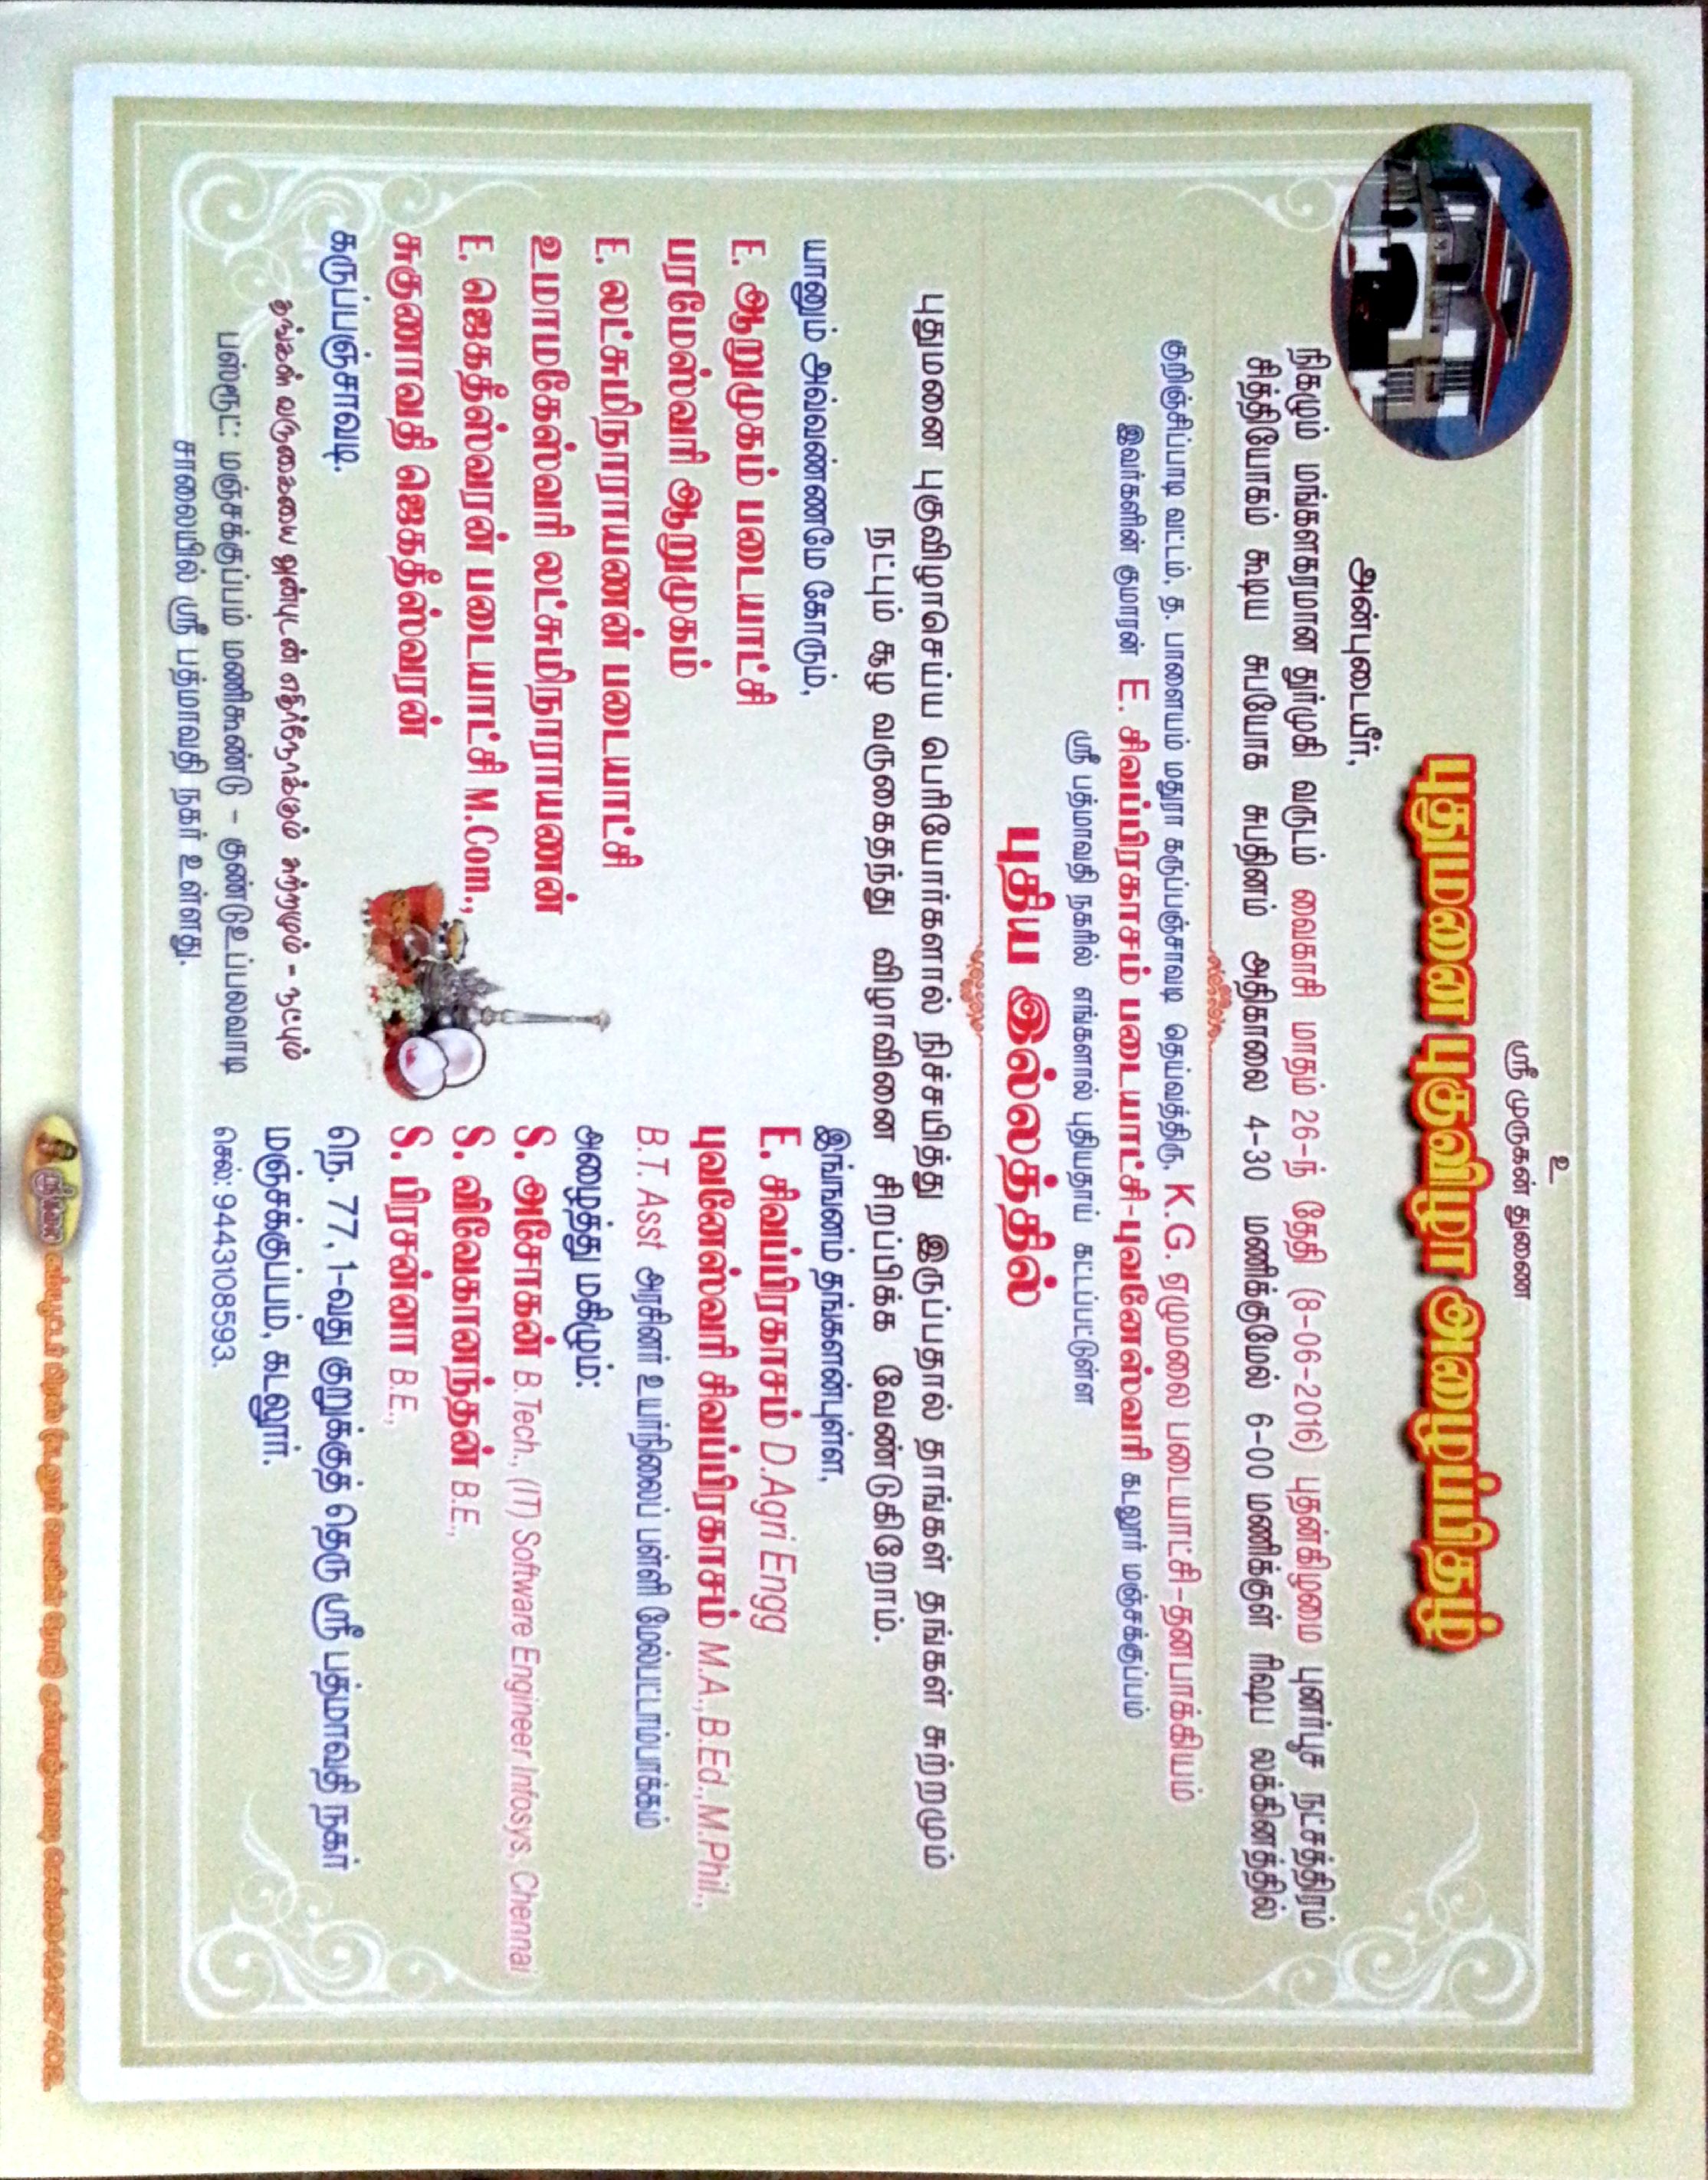 உ
ஸ்ரீ முருகன் துணை
புதுமனை புகுவிழா அழைப்பிதழ்
அன்புடையீர்,
நிகழும் மங்களகரமான துர்முகி வருடம் வைகாசி மாதம் 26-ந் தேதி (8-06-2016) புதன்கிழமை புனர்பூச நட்சத்திரம்
சித்தியோகம் கூடிய சுபயோக சுபதினம் அதிகாலை 4-30 மணிக்குமேல் 6-00 மணிக்குள் ரிஷப லக்கினத்தில்
குறிஞ்சிப்பாடி வட்டம், த. பாளையம் மதுரா கருப்பஞ்சாவடி தெய்வத்திரு. K.G. ஏழுமலை படையாட்சி-தனபாக்கியம்
இவர்களின் குமாரன் E. சிவப்பிரகாசம் படையாட்சி-புவனேஸ்வரி கடலூர் மஞ்சக்குப்பம்
ஸ்ரீ பத்மாவதி நகரில் எங்களால் புதியதாய் கட்டப்பட்டுள்ள
புதிய இல்லத்தில்
புதுமனை புகுவிழாசெய்ய பெரியோர்களால் நிச்சயித்து இருப்பதால் தாங்கள் தங்கள் சுற்றமும்
நட்பும் சூழ வருகைதந்து விழாவினை சிறப்பிக்க வேண்டுகிறோம்.
யானும் அவ்வண்ணமே கோரும்,
E. ஆறுமுகம் படையாட்சி
பரமேஸ்வரி ஆறுமுகம்
E. லட்சுமிநாராயணன் படையாட்சி
உமாமகேஸ்வரி லட்சுமிநாராயணன்
E. ஜெகதீஸ்வரன் படையாட்சி M.Com.,
சுகுணாவதி ஜெகதீஸ்வரன்
கருப்பஞ்சாவடி.
இங்ஙனம் தங்களன்புள்ள,
E. சிவப்பிரகாசம் D.Agri Engg
புவனேஸ்வரி சிவப்பிரகாசம் M.A., B.Ed., M.Phil.,
B.T. Asst அரசினர் உயர்நிலைப் பள்ளி மேல்பட்டாம்பாக்கம்
அழைத்து மகிழும்:
S. அசோகன் B.Tech., (IT) Software Engineer Infosys, Chennai
S. விவேகானந்தன் B.E.,
S. பிரசன்னா B.E.,
நெ. 77, 1-வது குறுக்குத் தெரு ஸ்ரீ பத்மாவதி நகர்
மஞ்சக்குப்பம், கடலூர்.
செல்: 9443108593.
தங்கள் வருகையை அன்புடன் எதிர்நோக்கும் சுற்றமும் - நட்பும்
பஸ்ரூட்: மஞ்சக்குப்பம் மணிகூண்டு - குண்டுஉப்பலவாடி
சாலையில் ஸ்ரீ பத்மாவதி நகர் உள்ளது.